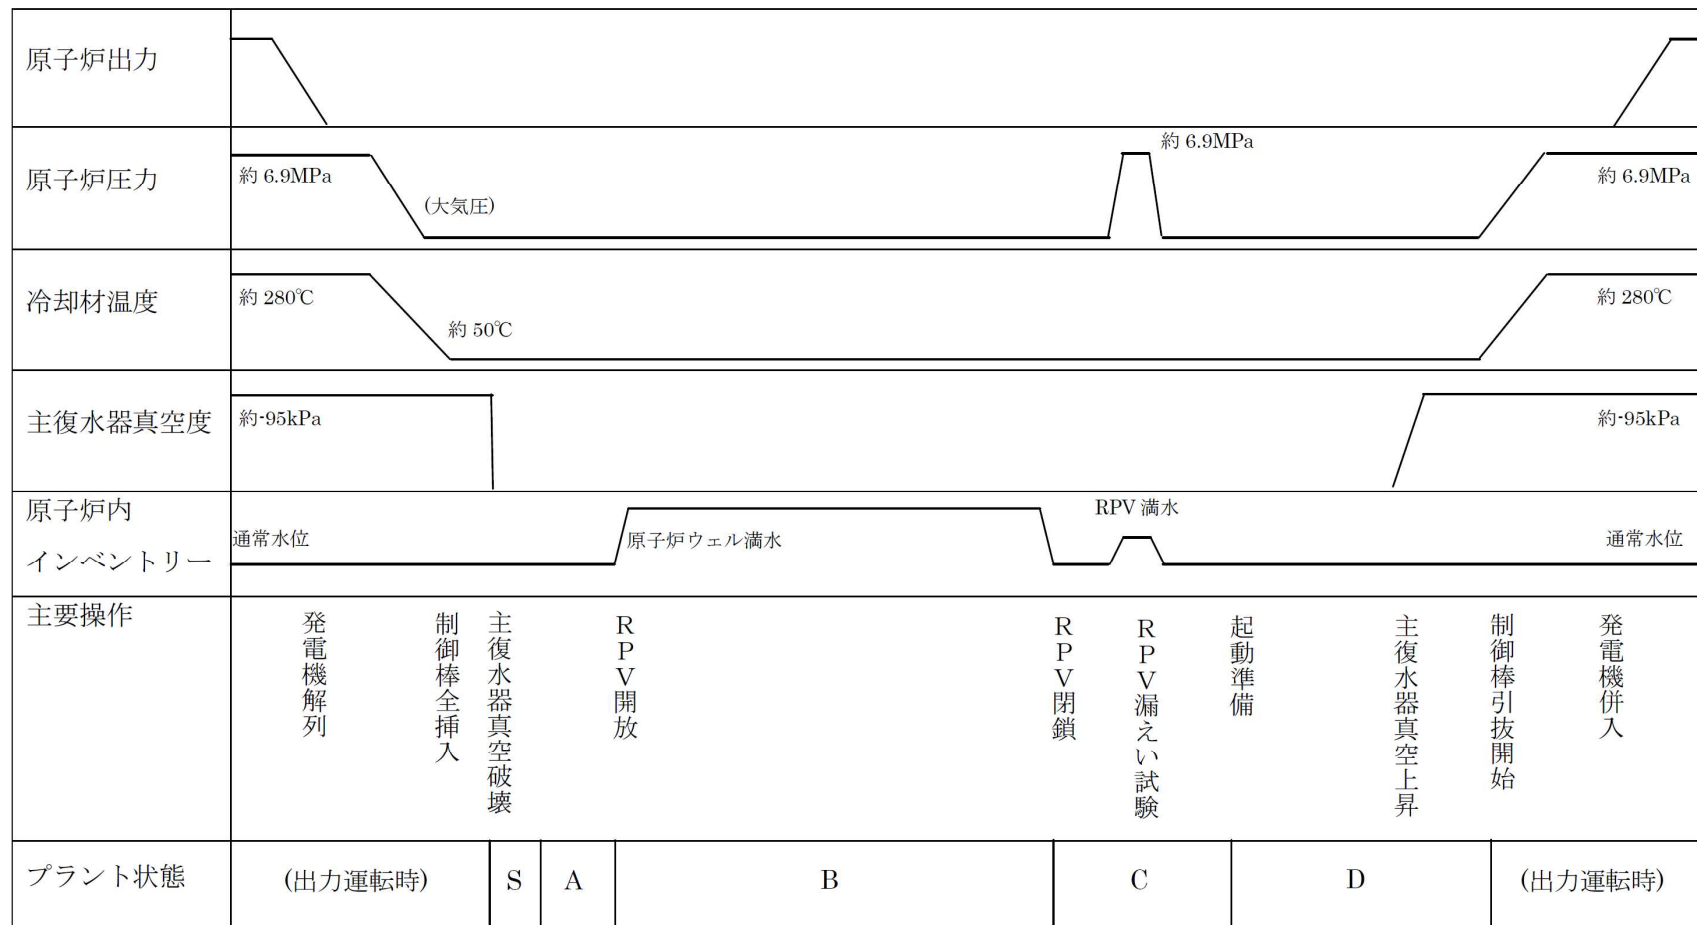 原子炉出力
原子炉圧力
約 6.9MPa
(大気圧)
約 6.9MPa
約 6.9MPa
冷却材温度
約 280℃
約 50℃
約 280℃
主復水器真空度
約-95kPa
約-95kPa
原子炉内
インベントリー
通常水位
原子炉ウェル満水
RPV 満水
通常水位
主要操作
発電機解列
制御棒全挿入
主復水器真空破壊
RPV開放
RPV閉鎖
RPV漏えい試験
起動準備
主復水器真空上昇
制御棒引抜開始
発電機併入
プラント状態
(出力運転時)
S
A
B
C
D
(出力運転時)